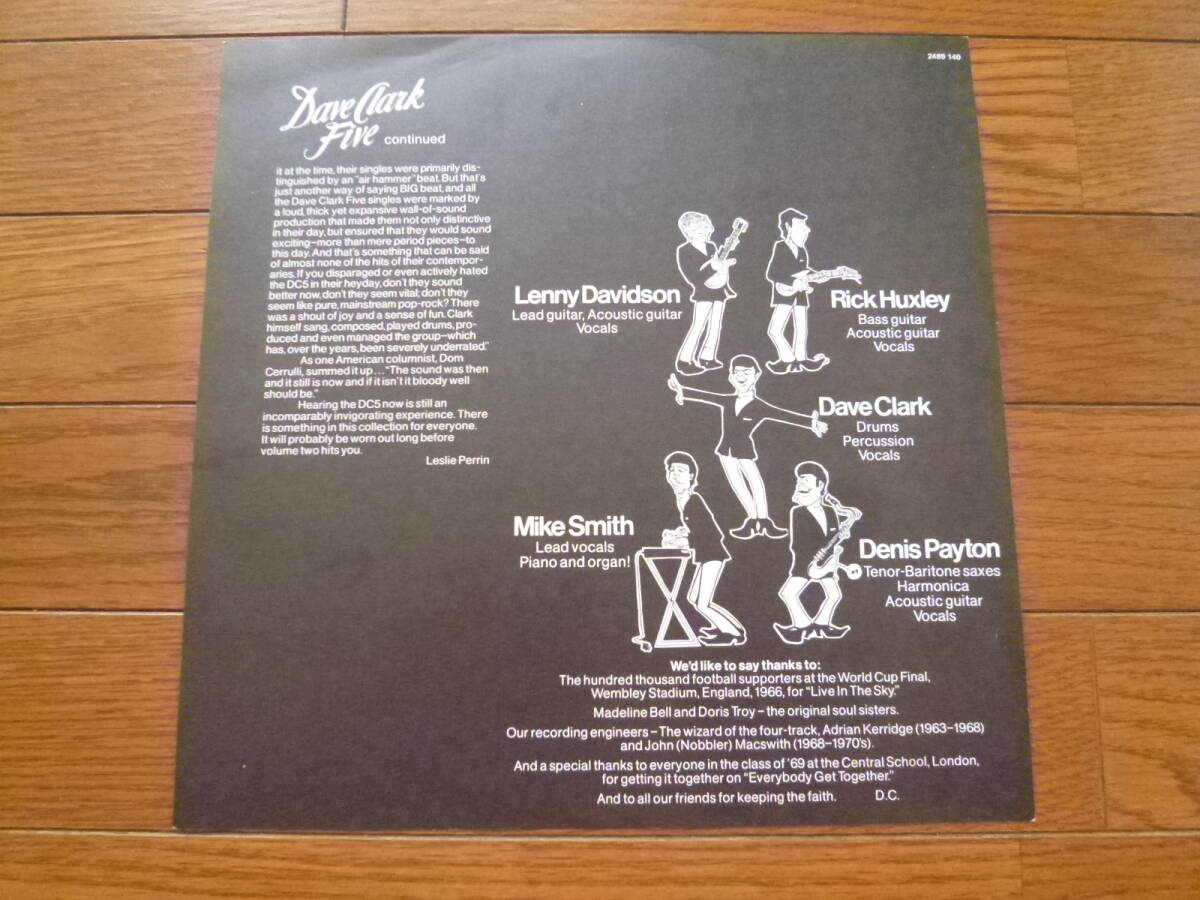 2489 140
Dave Clark
Five continued
it at the time, their singles were primarily dis-
tinguished by an "air hammer" beat. But that's
just another way of saying BIG beat, and all
the Dave Clark Five singles were marked by
a loud, thick yet expansive wall-of-sound
production that made them not only distinctive
in their day, but ensured that they would sound
exciting—more than mere period pieces—to
this day. And that's something that can be said
of almost none of the hits of their contempor-
aries. If you disparaged or even actively hated
the DC5 in their heyday, don't they sound
better now, don't they seem vital; don't they
seem like pure, mainstream pop-rock? There
was a shout of joy and a sense of fun. Clark
himself sang, composed, played drums, pro-
duced and even managed the group—which
has, over the years, been severely underrated."
As one American columnist, Dom
Cerrulli, summed it up... "The sound was then
and it still is now and if it isn't it bloody well
should be."
Hearing the DC5 now is still an
incomparably invigorating experience. There
is something in this collection for everyone.
It will probably be worn out long before
volume two hits you.
Leslie Perrin
Lenny Davidson
Lead guitar, Acoustic guitar
Vocals
Rick Huxley
Bass guitar
Acoustic guitar
Vocals
Dave Clark
Drums
Percussion
Vocals
Mike Smith
Lead vocals
Piano and organ!
Denis Payton
Tenor-Baritone saxes
Harmonica
Acoustic guitar
Vocals
We'd like to say thanks to:
The hundred thousand football supporters at the World Cup Final,
Wembley Stadium, England, 1966, for "Live In The Sky."
Madeline Bell and Doris Troy – the original soul sisters.
Our recording engineers – The wizard of the four-track, Adrian Kerridge (1963–1968)
and John (Nobbler) Macswith (1968–1970's).
And a special thanks to everyone in the class of '69 at the Central School, London,
for getting it together on "Everybody Get Together."
And to all our friends for keeping the faith. D.C.